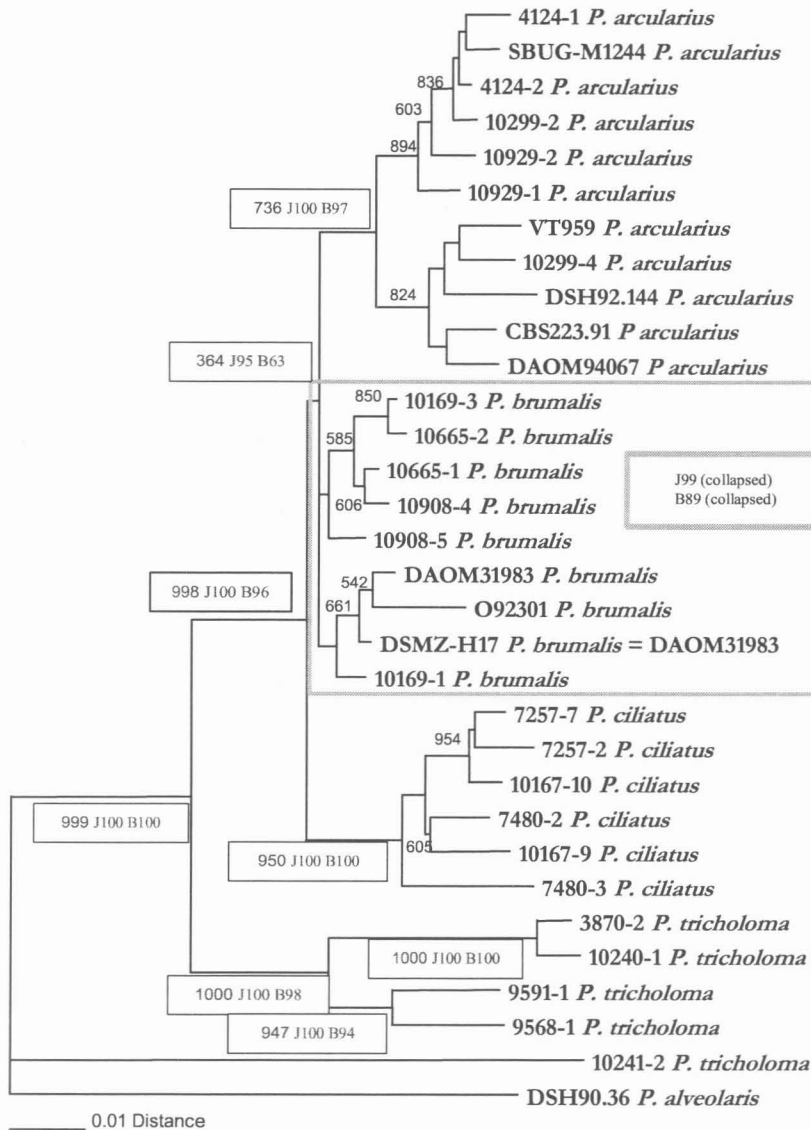 4124-1 P. arcularius
SBUG-M1244 P. arcularius
836
4124-2 P. arcularius
603
10299-2 P. arcularius
894
10929-2 P. arcularius
10929-1 P. arcularius
736 J100 B97
VT959 P. arcularius
10299-4 P. arcularius
824
DSH92.144 P. arcularius
CBS223.91 P arcularius
364 J95 B63
DAOM94067 P arcularius
850
10169-3 P. brumalis
585
10665-2 P. brumalis
10665-1 P. brumalis
J99 (collapsed)
B89 (collapsed)
606
10908-4 P. brumalis
10908-5 P. brumalis
998 J100 B96
542
DAOM31983 P. brumalis
661
O92301 P. brumalis
DSMZ-H17 P. brumalis = DAOM31983
10169-1 P. brumalis
7257-7 P. ciliatus
954
7257-2 P. ciliatus
10167-10 P. ciliatus
999 J100 B100
7480-2 P. ciliatus
605
10167-9 P. ciliatus
950 J100 B100
7480-3 P. ciliatus
3870-2 P. tricholoma
1000 J100 B100
10240-1 P. tricholoma
1000 J100 B98
9591-1 P. tricholoma
947 J100 B94
9568-1 P. tricholoma
10241-2 P. tricholoma
DSH90.36 P. alveolaris
0.01 Distance